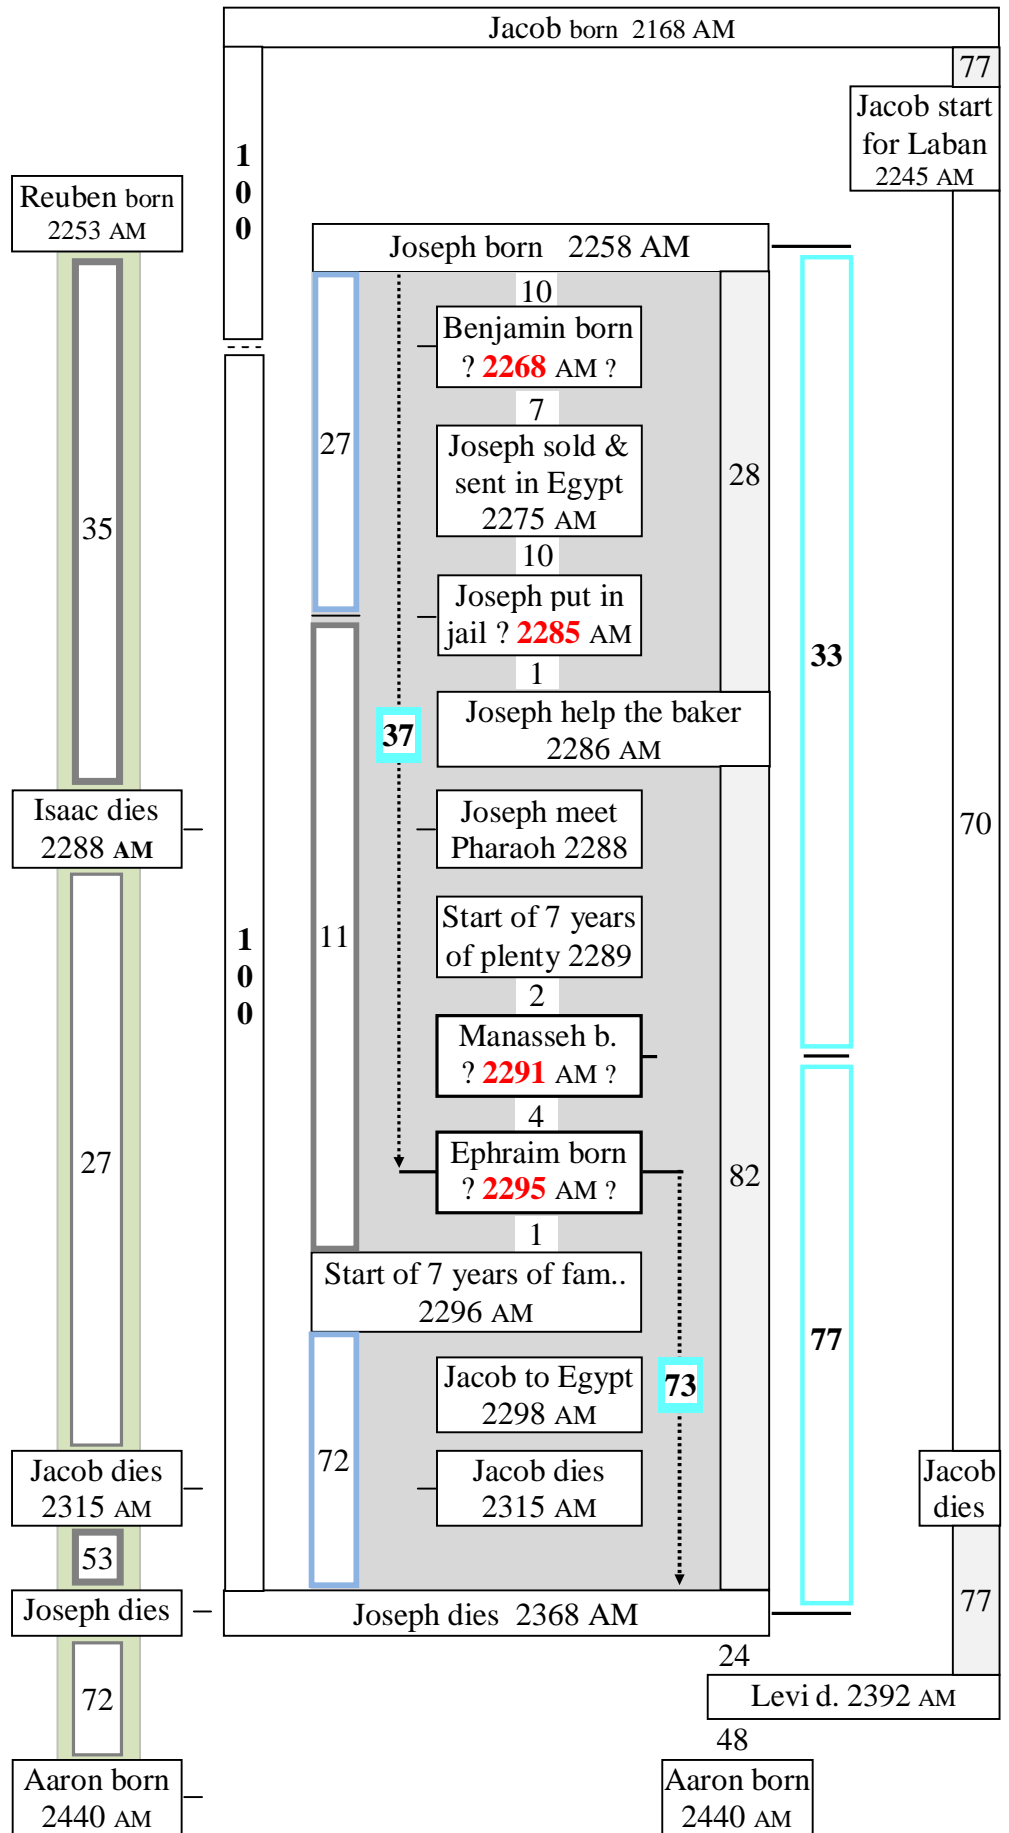 Jacob born 2168 AM
77
Jacob start
for Laban
2245 AM
1
0
0
Reuben born
2253 AM
Joseph born 2258 AM
10
Benjamin born
? 2268 AM ?
7
27
Joseph sold &
sent in Egypt
2275 AM
28
35
10
Joseph put in
jail ? 2285 AM
33
1
Joseph help the baker
2286 AM
37
Isaac dies
2288 AM
Joseph meet
Pharaoh 2288
70
Start of 7 years
of plenty 2289
11
1
0
0
2
Manasseh b.
? 2291 AM ?
4
Ephraim born
? 2295 AM ?
27
82
1
Start of 7 years of fam..
2296 AM
77
Jacob to Egypt
2298 AM
73
72
Jacob dies
2315 AM
Jacob dies
2315 AM
Jacob
dies
53
Joseph dies
Joseph dies 2368 AM
77
24
72
Levi d. 2392 AM
48
Aaron born
2440 AM
Aaron born
2440 AM